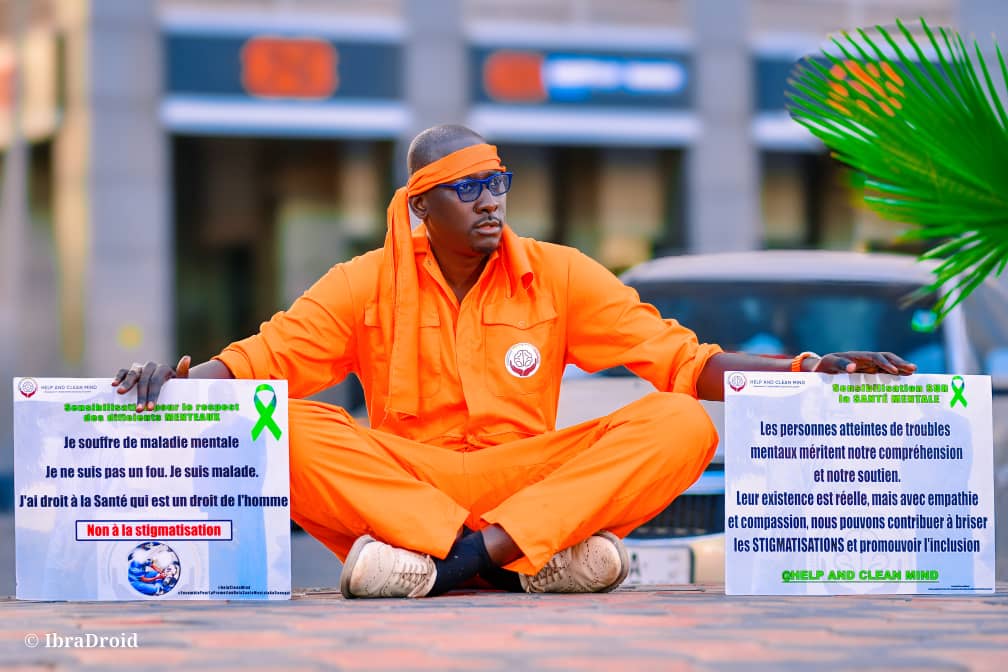 HELP AND CLEAN MIND
Sensibilisation pour le respect
des déficients MENTEAUX
Je souffre de maladie mentale
Je ne suis pas un fou. Je suis malade.
J'ai droit à la Santé qui est un droit de l'homme
Non à la stigmatisation
HELP AND CLEAN MIND
Sensibilisation SUR
la SANTÉ MENTALE
Les personnes atteintes de troubles
mentaux méritent notre compréhension
et notre soutien.
Leur existence est réelle, mais avec empathie
et compassion, nous pouvons contribuer à briser
les STIGMATISATIONS et promouvoir l'inclusion
@HELP AND CLEAN MIND
© IbraDroid